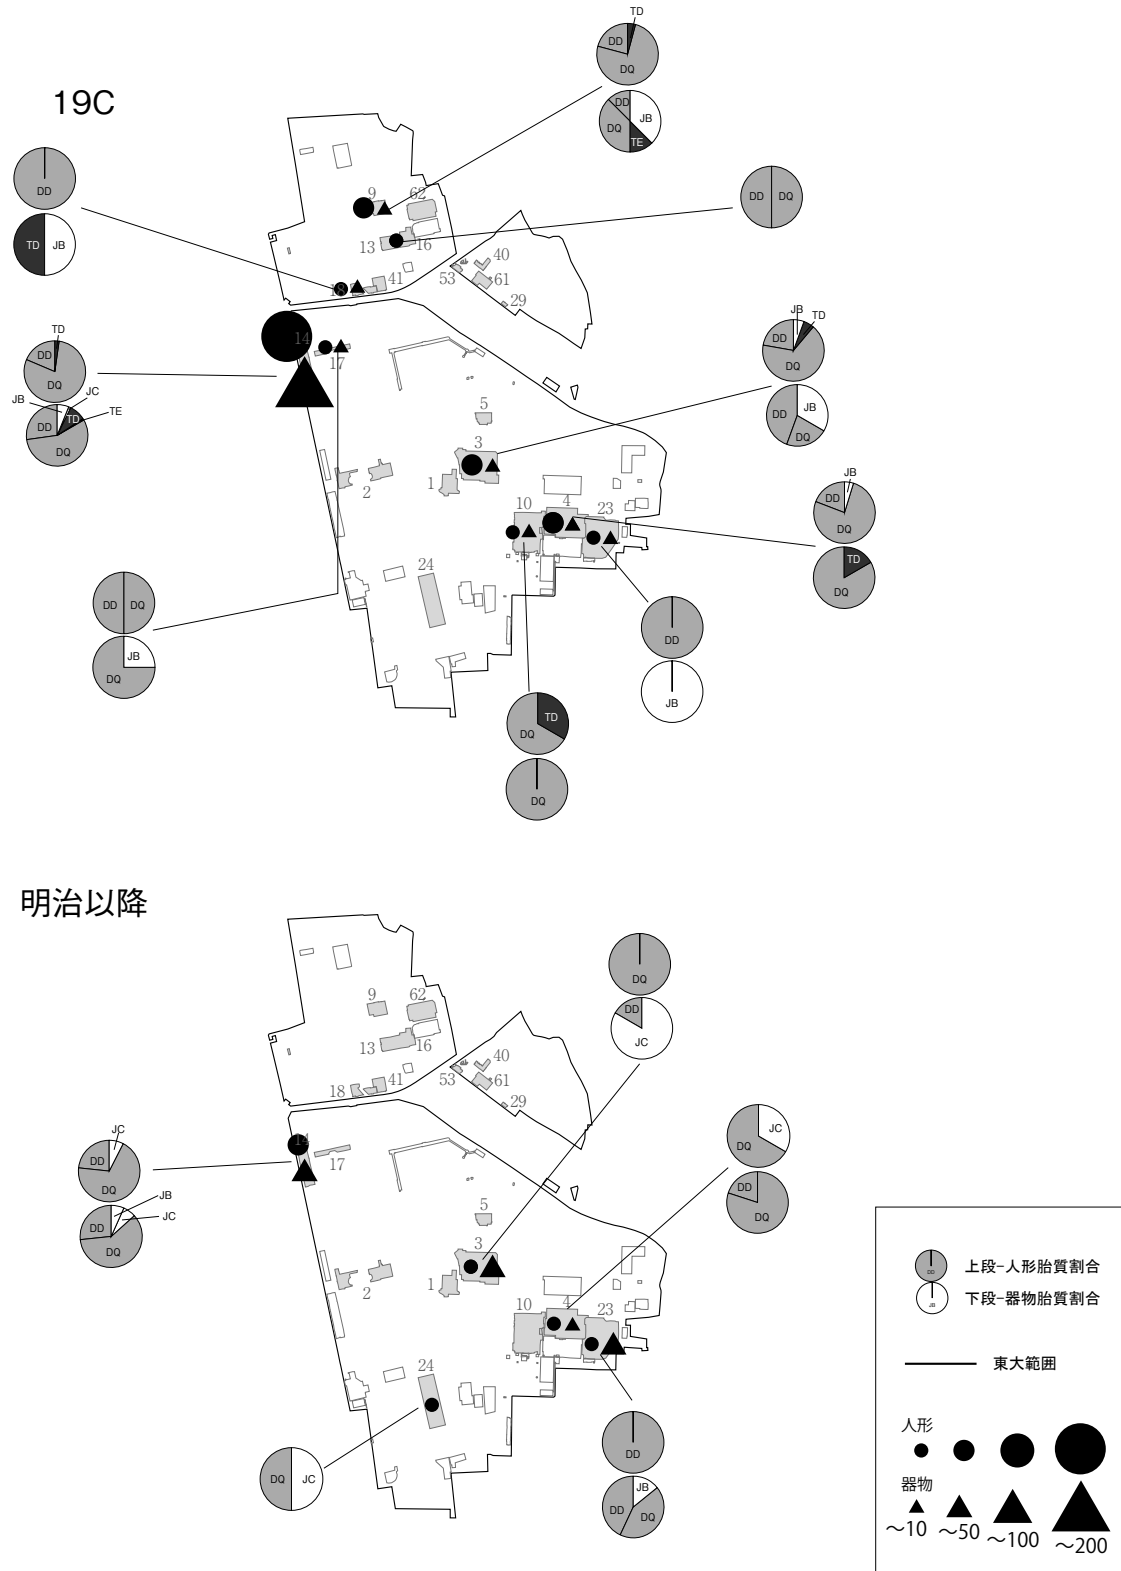 19C
TD
DD
DQ
DD
JB
DQ
TE
DD
TD
JB
DD
DQ
9
62
13
16
18
41
40
53
61
29
TD
DD
DQ
JB
JC
TE
DD
TD
DQ
14
17
JB
TD
DD
DQ
JB
DD
DQ
5
3
1
2
10
4
23
24
JB
DD
DQ
TD
DQ
DD
DQ
JB
DQ
DD
JB
TD
DQ
DQ
明治以降
DQ
DD
JC
9
62
13
16
18
41
40
53
61
29
JC
DD
DQ
JB
JC
DD
DQ
14
17
JC
DQ
DD
DQ
5
3
1
2
10
4
23
24
DQ
JC
DD
JB
DD
DQ
DD
上段−人形胎質割合
JB
下段−器物胎質割合
東大範囲
人形
器物
～10 ～50 ～100 ～200